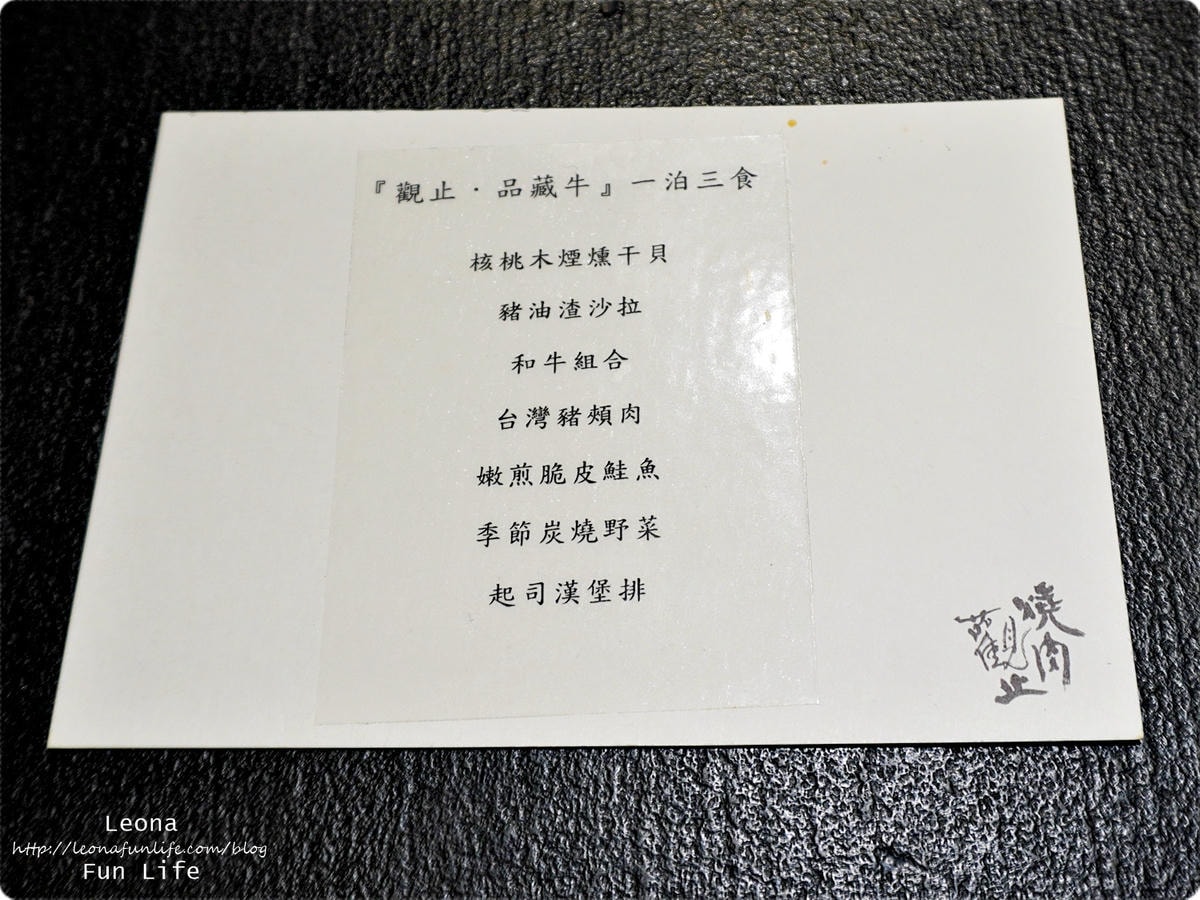 『觀止．品藏牛』一泊三食
核桃木煙燻干貝
豬油渣沙拉
和牛組合
台灣豬頰肉
嫩煎脆皮鮭魚
季節炭燒野菜
起司漢堡排
燒肉
觀止
Leona
http://leonafunlife.com/blog
Fun Life